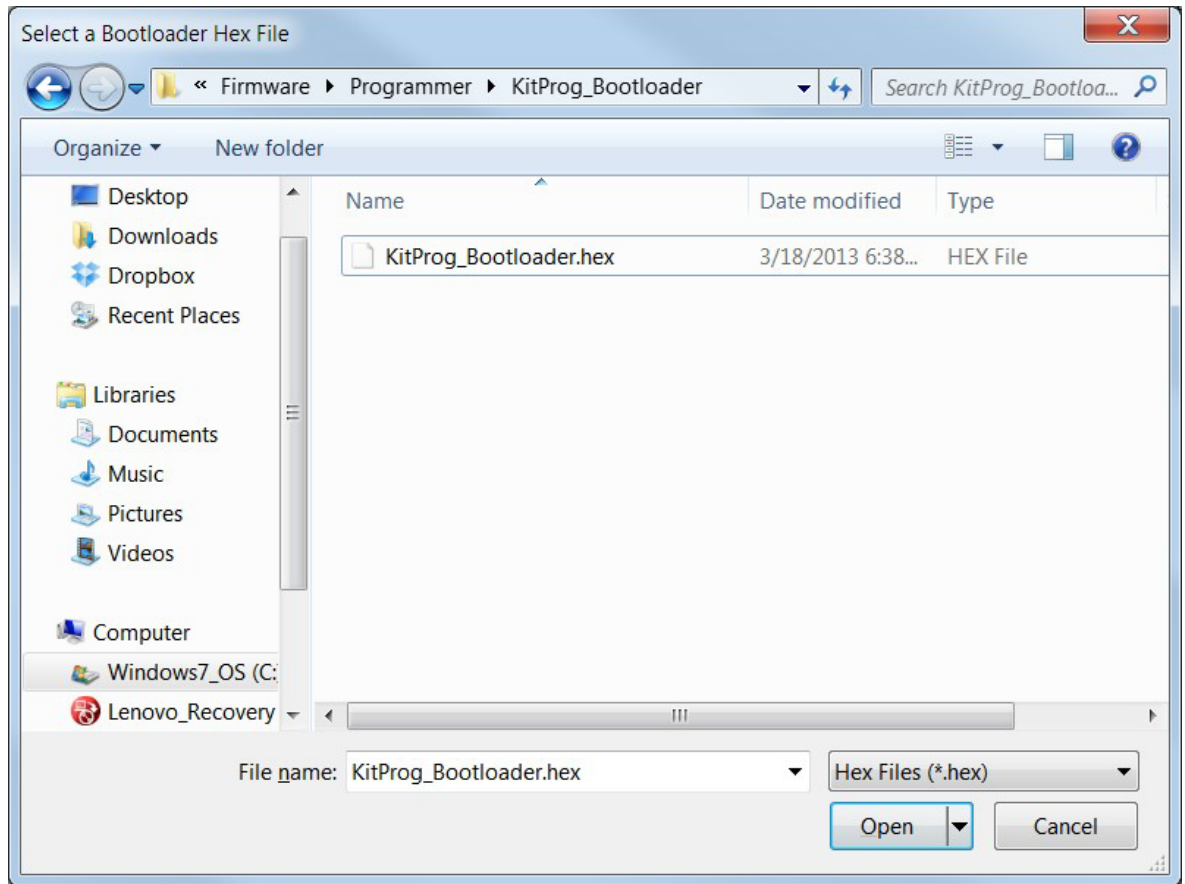 Select a Bootloader Hex File
« Firmware Programmer KitProg_Bootloader
Search KitProg_Bootloa...
Organize New folder
Name Date modified Type
KitProg_Bootloader.hex 3/18/2013 6:38... HEX File
Desktop
Downloads
Dropbox
Recent Places
Libraries
Documents
Music
Pictures
Videos
Computer
Windows7_OS (C:
Lenovo_Recovery
File name: KitProg_Bootloader.hex Hex Files (*.hex)
Open Cancel